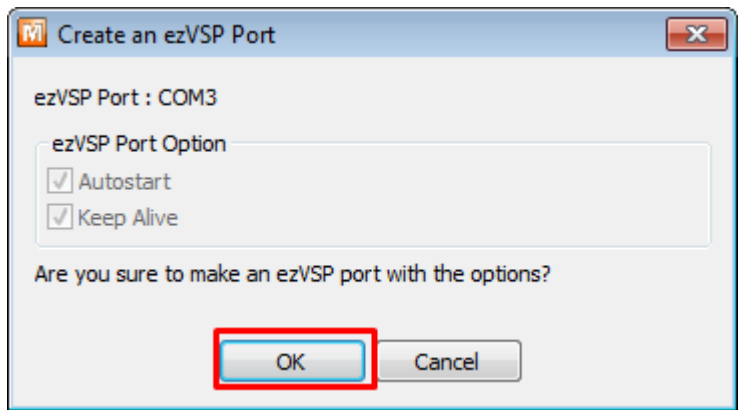 Create an ezVSP Port
ezVSP Port : COM3
ezVSP Port Option
Autostart
Keep Alive
Are you sure to make an ezVSP port with the options?
OK Cancel